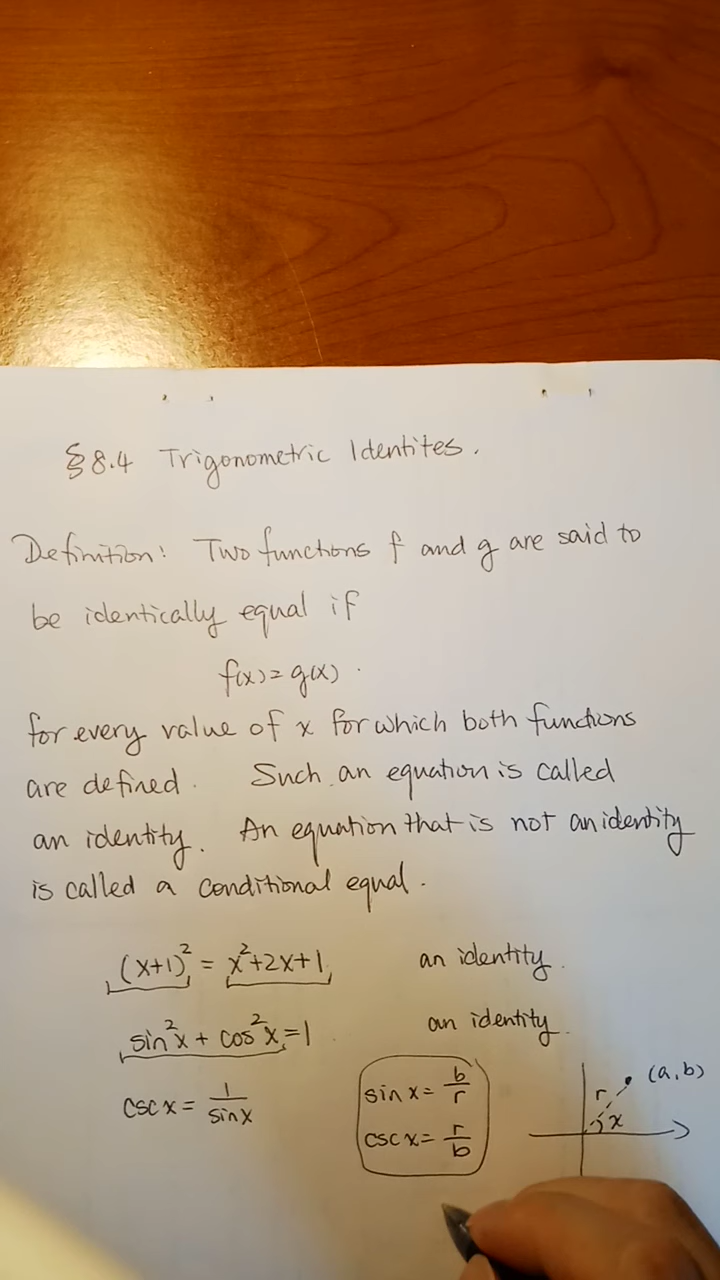 §8.4 Trigonometric Identites.
Definition: Two functions f and g are said to
be identically equal if
f(x)=g(x).
for every value of x for which both functions
are defined. Such an equation is called
an identity. An equation that is not an identity
is called a conditional equal.
(x+1)² = x²+2x+1 an identity.
sin²x + cos²x = 1 an identity.
csc x = 1/sin x
sin x = b/r
csc x = r/b
(a,b)
r
x